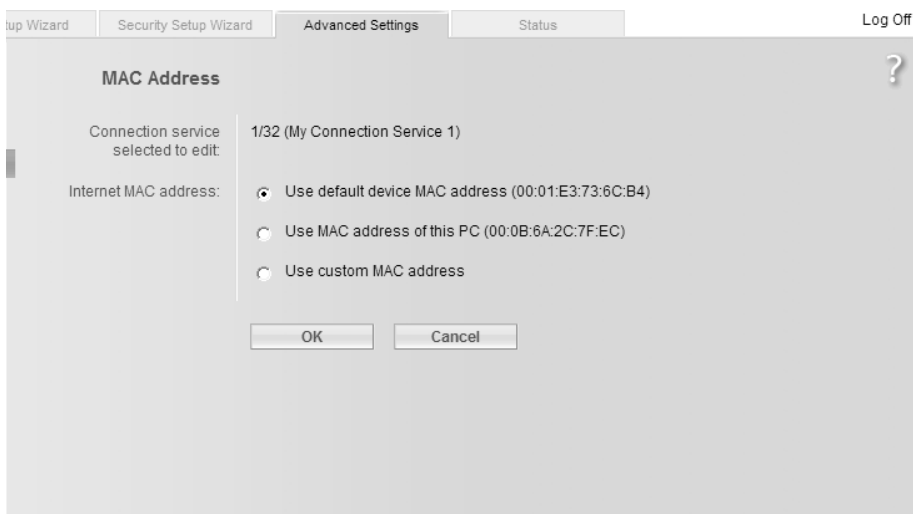 tup Wizard
Security Setup Wizard
Advanced Settings
Status
Log Off
?
MAC Address
Connection service
selected to edit:
1/32 (My Connection Service 1)
Internet MAC address:
Use default device MAC address (00:01:E3:73:6C:B4)
Use MAC address of this PC (00:0B:6A:2C:7F:EC)
Use custom MAC address
OK
Cancel